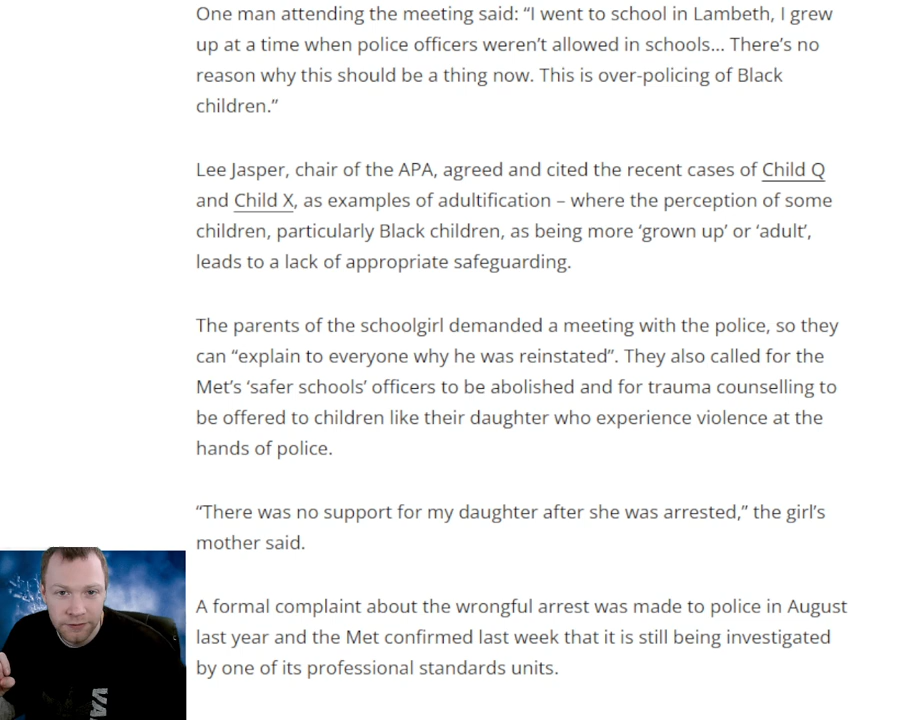 One man attending the meeting said: “I went to school in Lambeth, I grew
up at a time when police officers weren’t allowed in schools… There’s no
reason why this should be a thing now. This is over-policing of Black
children.”
Lee Jasper, chair of the APA, agreed and cited the recent cases of Child Q
and Child X, as examples of adultification – where the perception of some
children, particularly Black children, as being more ‘grown up’ or ‘adult’,
leads to a lack of appropriate safeguarding.
The parents of the schoolgirl demanded a meeting with the police, so they
can “explain to everyone why he was reinstated”. They also called for the
Met’s ‘safer schools’ officers to be abolished and for trauma counselling to
be offered to children like their daughter who experience violence at the
hands of police.
“There was no support for my daughter after she was arrested,” the girl’s
mother said.
A formal complaint about the wrongful arrest was made to police in August
last year and the Met confirmed last week that it is still being investigated
by one of its professional standards units.